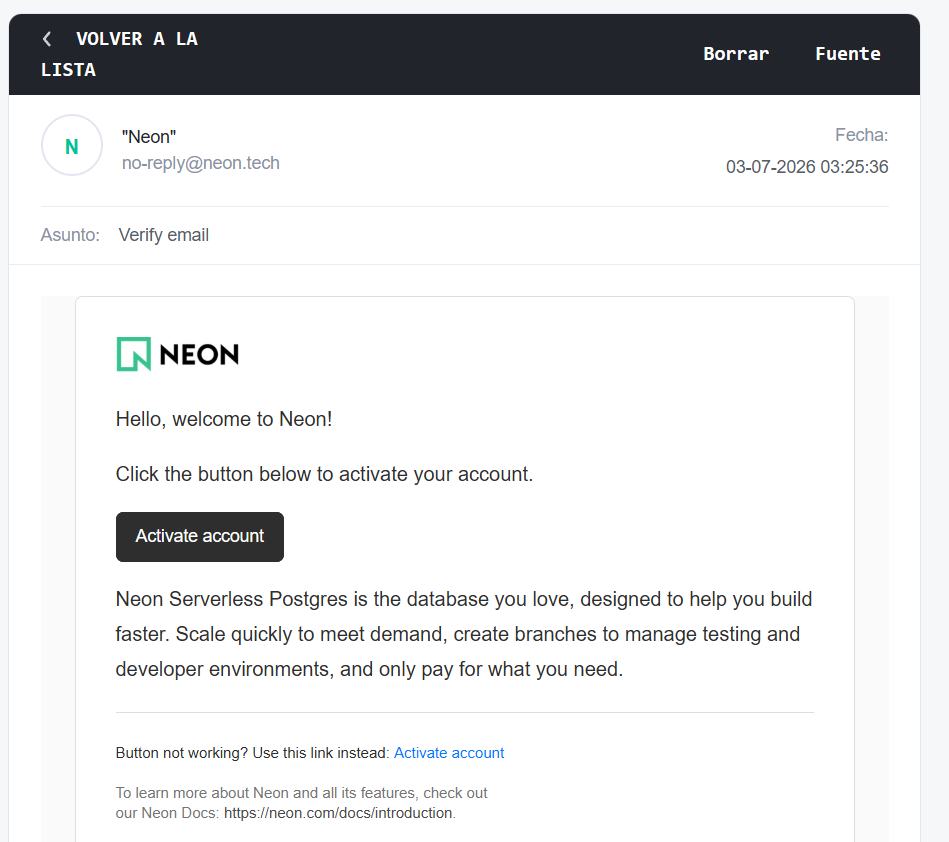 VOLVER A LA
LISTA
Borrar
Fuente
N
"Neon"
no-reply@neon.tech
Fecha:
03-07-2026 03:25:36
Asunto: Verify email
NEON
Hello, welcome to Neon!
Click the button below to activate your account.
Activate account
Neon Serverless Postgres is the database you love, designed to help you build
faster. Scale quickly to meet demand, create branches to manage testing and
developer environments, and only pay for what you need.
Button not working? Use this link instead: Activate account
To learn more about Neon and all its features, check out
our Neon Docs: https://neon.com/docs/introduction.